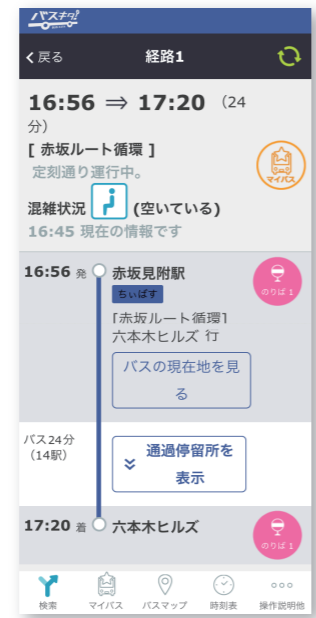 バスキタ!
戻る
経路1
16:56 ⇒ 17:20 (24
分)
[ 赤坂ルート循環 ]
定刻通り運行中。
マイバス
混雑状況 (空いている)
16:45 現在の情報です
16:56 発 赤坂見附駅
ちぃばす
のりば 1
[赤坂ルート循環]
六本木ヒルズ 行
バスの現在地を見
る
バス24分
(14駅)
通過停留所を
表示
17:20 着 六本木ヒルズ
のりば 1
検索 マイバス バスマップ 時刻表 操作説明他